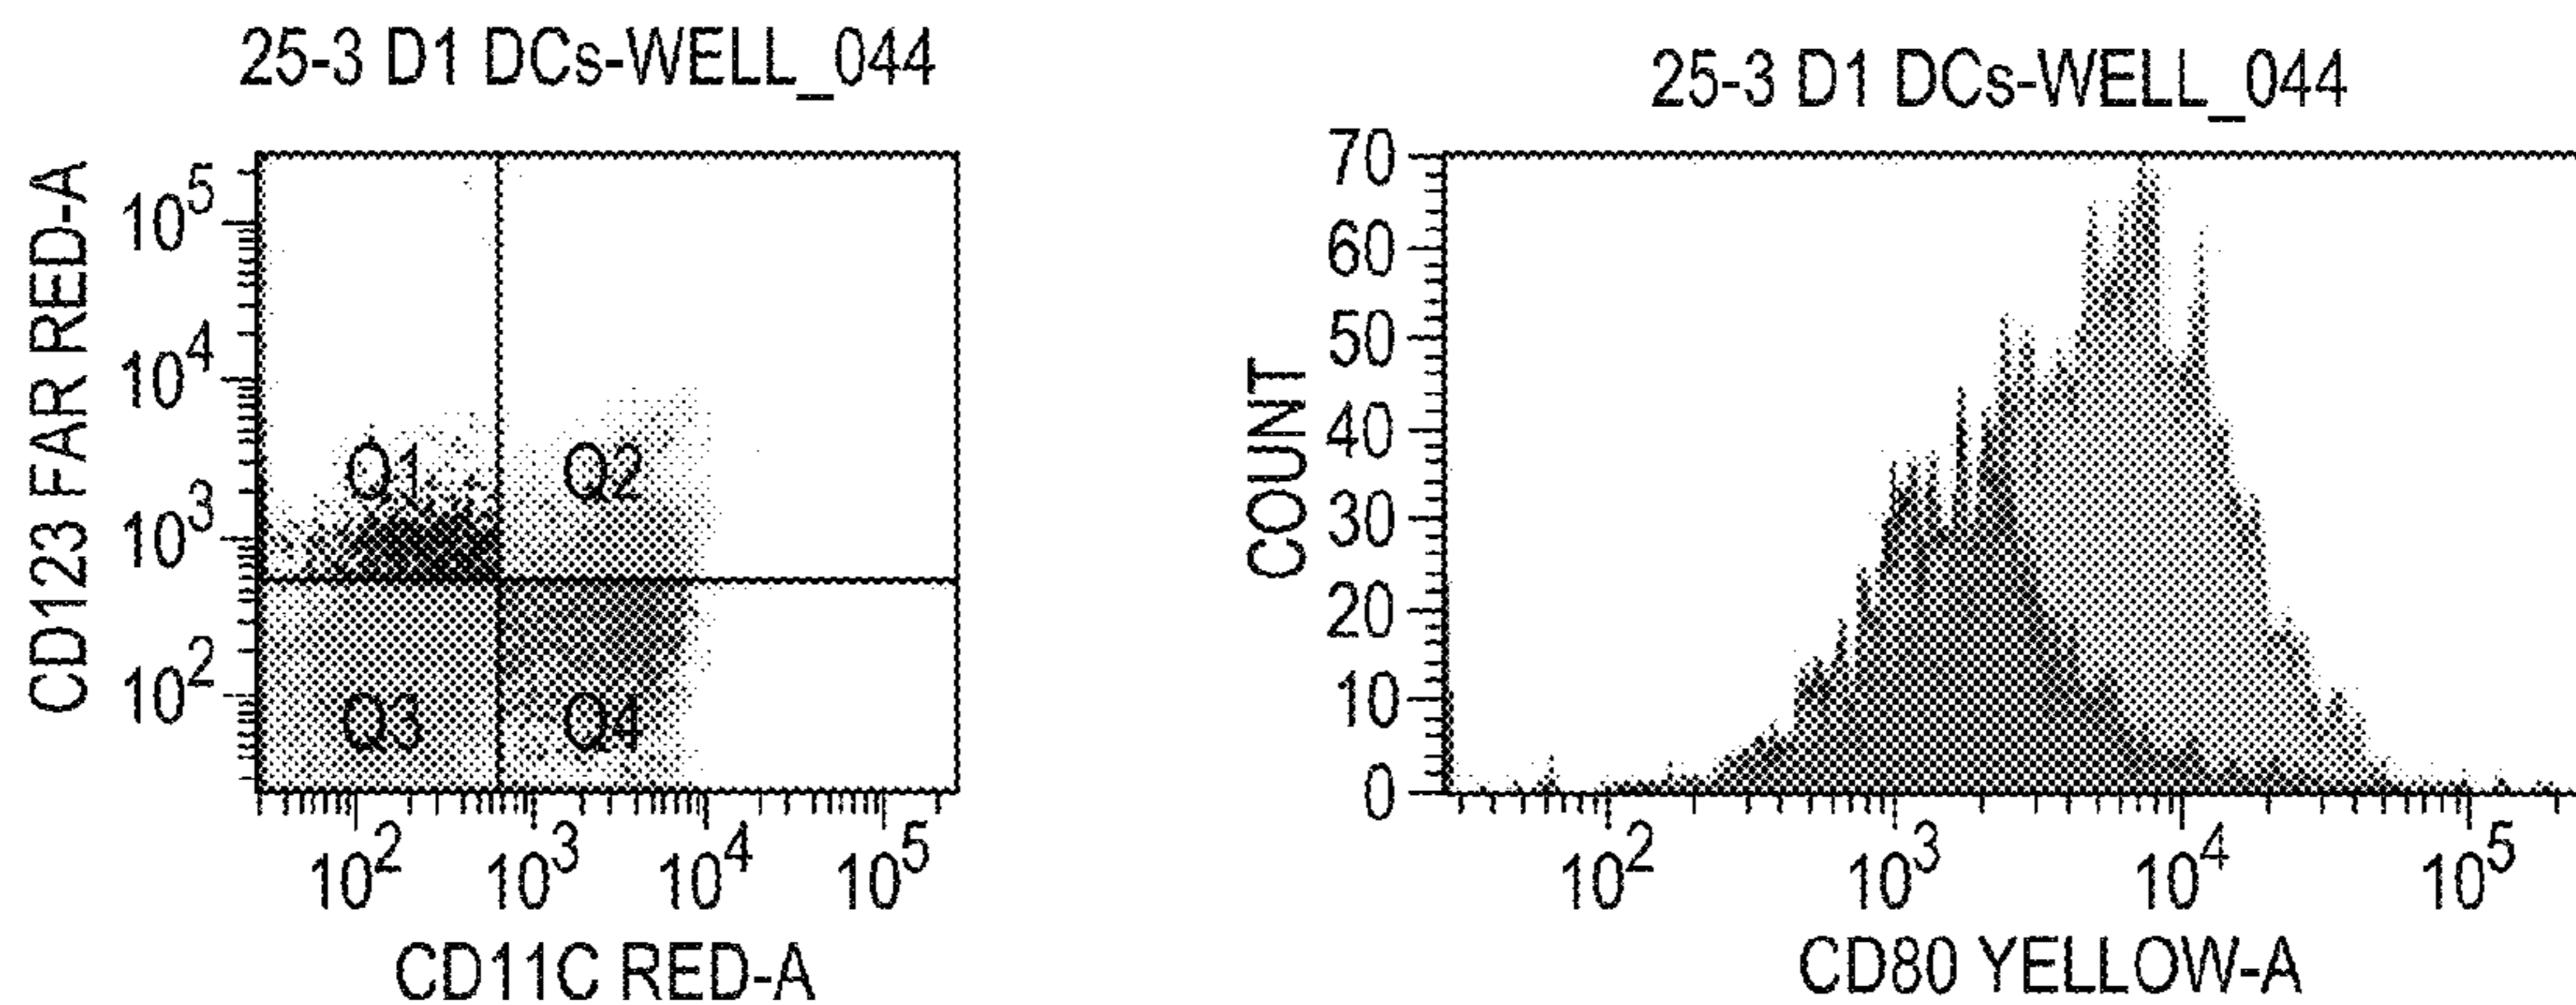 25-3 D1 DCs-WELL_044
CD123 FAR RED-A
10^5
10^4
10^3
10^2
Q1
Q2
Q3
Q4
10^2 10^3 10^4 10^5
CD11C RED-A
25-3 D1 DCs-WELL_044
COUNT
70
60
50
40
30
20
10
0
10^2 10^3 10^4 10^5
CD80 YELLOW-A